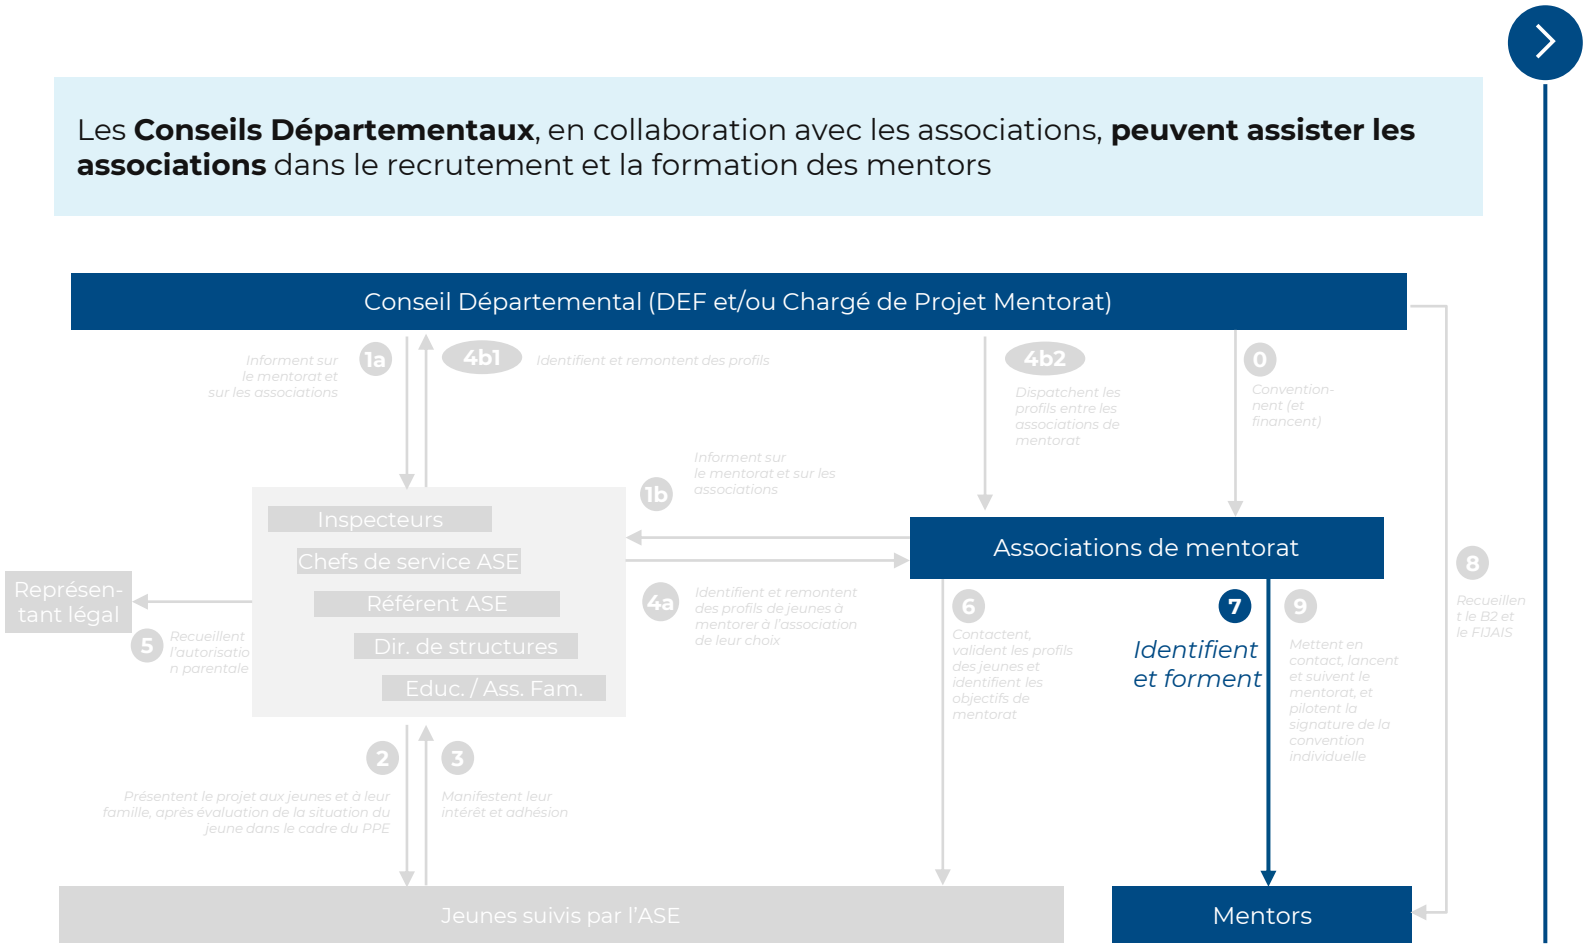 Les Conseils Départementaux, en collaboration avec les associations, peuvent assister les
associations dans le recrutement et la formation des mentors
Conseil Départemental (DEF et/ou Chargé de Projet Mentorat)
Informent sur
le mentorat et
sur les associations
1a
4b1
Identifient et remontent des profils
4b2
Dispatchent les
profils entre les
associations de
mentorat
0
Convention-
nent (et
financent)
Informent sur
le mentorat et sur les
associations
1b
Inspecteurs
Chefs de service ASE
Référent ASE
Dir. de structures
Educ. / Ass. Fam.
Associations de mentorat
Représen-
tant légal
5
Recueillent
l'autorisatio
n parentale
4a
Identifient et remontent
des profils de jeunes à
mentorer à l'association
de leur choix
6
Contactent,
valident les profils
des jeunes et
identifient les
objectifs de
mentorat
7
Identifient
et forment
9
Mettent en
contact, lancent
et suivent le
mentorat, et
pilotent la
signature de la
convention
individuelle
8
Recueillen
t le B2 et
le FIJAIS
2
Présentent le projet aux jeunes et à leur
famille, après évaluation de la situation du
jeune dans le cadre du PPE
3
Manifestent leur
intérêt et adhésion
Jeunes suivis par l'ASE
Mentors